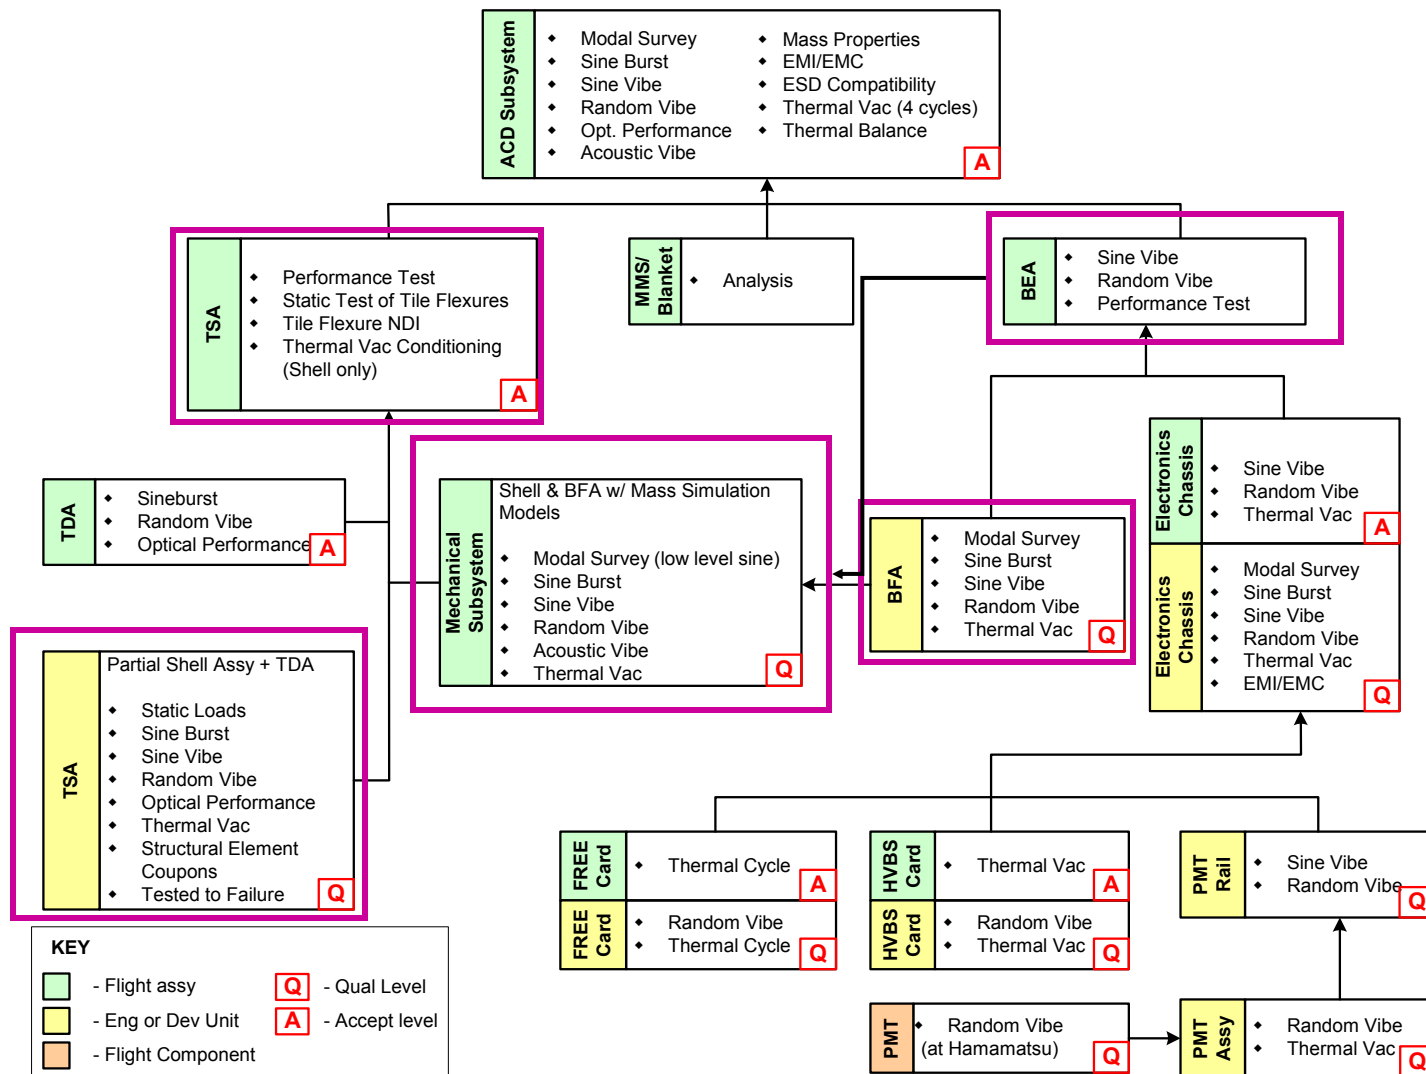 ACD Subsystem
Modal Survey
Sine Burst
Sine Vibe
Random Vibe
Opt. Performance
Acoustic Vibe
Mass Properties
EMI/EMC
ESD Compatibility
Thermal Vac (4 cycles)
Thermal Balance
A
TSA
Performance Test
Static Test of Tile Flexures
Tile Flexure NDI
Thermal Vac Conditioning
(Shell only)
A
MMS/
Blanket
Analysis
BEA
Sine Vibe
Random Vibe
Performance Test
TDA
Sineburst
Random Vibe
Optical Performance
A
Mechanical
Subsystem
Shell & BFA w/ Mass Simulation
Models
Modal Survey (low level sine)
Sine Burst
Sine Vibe
Random Vibe
Acoustic Vibe
Thermal Vac
Q
BFA
Modal Survey
Sine Burst
Sine Vibe
Random Vibe
Thermal Vac
Q
Electronics
Chassis
Sine Vibe
Random Vibe
Thermal Vac
A
Electronics
Chassis
Modal Survey
Sine Burst
Sine Vibe
Random Vibe
Thermal Vac
EMI/EMC
Q
TSA
Partial Shell Assy + TDA
Static Loads
Sine Burst
Sine Vibe
Random Vibe
Optical Performance
Thermal Vac
Structural Element
Coupons
Tested to Failure
Q
FREE
Card
Thermal Cycle
A
FREE
Card
Random Vibe
Thermal Cycle
Q
HVBS
Card
Thermal Vac
A
HVBS
Card
Random Vibe
Thermal Vac
Q
PMT
Rail
Sine Vibe
Random Vibe
Q
PMT
Random Vibe
(at Hamamatsu)
Q
PMT
Assy
Random Vibe
Thermal Vac
Q
KEY
- Flight assy
Q - Qual Level
- Eng or Dev Unit
A - Accept level
- Flight Component